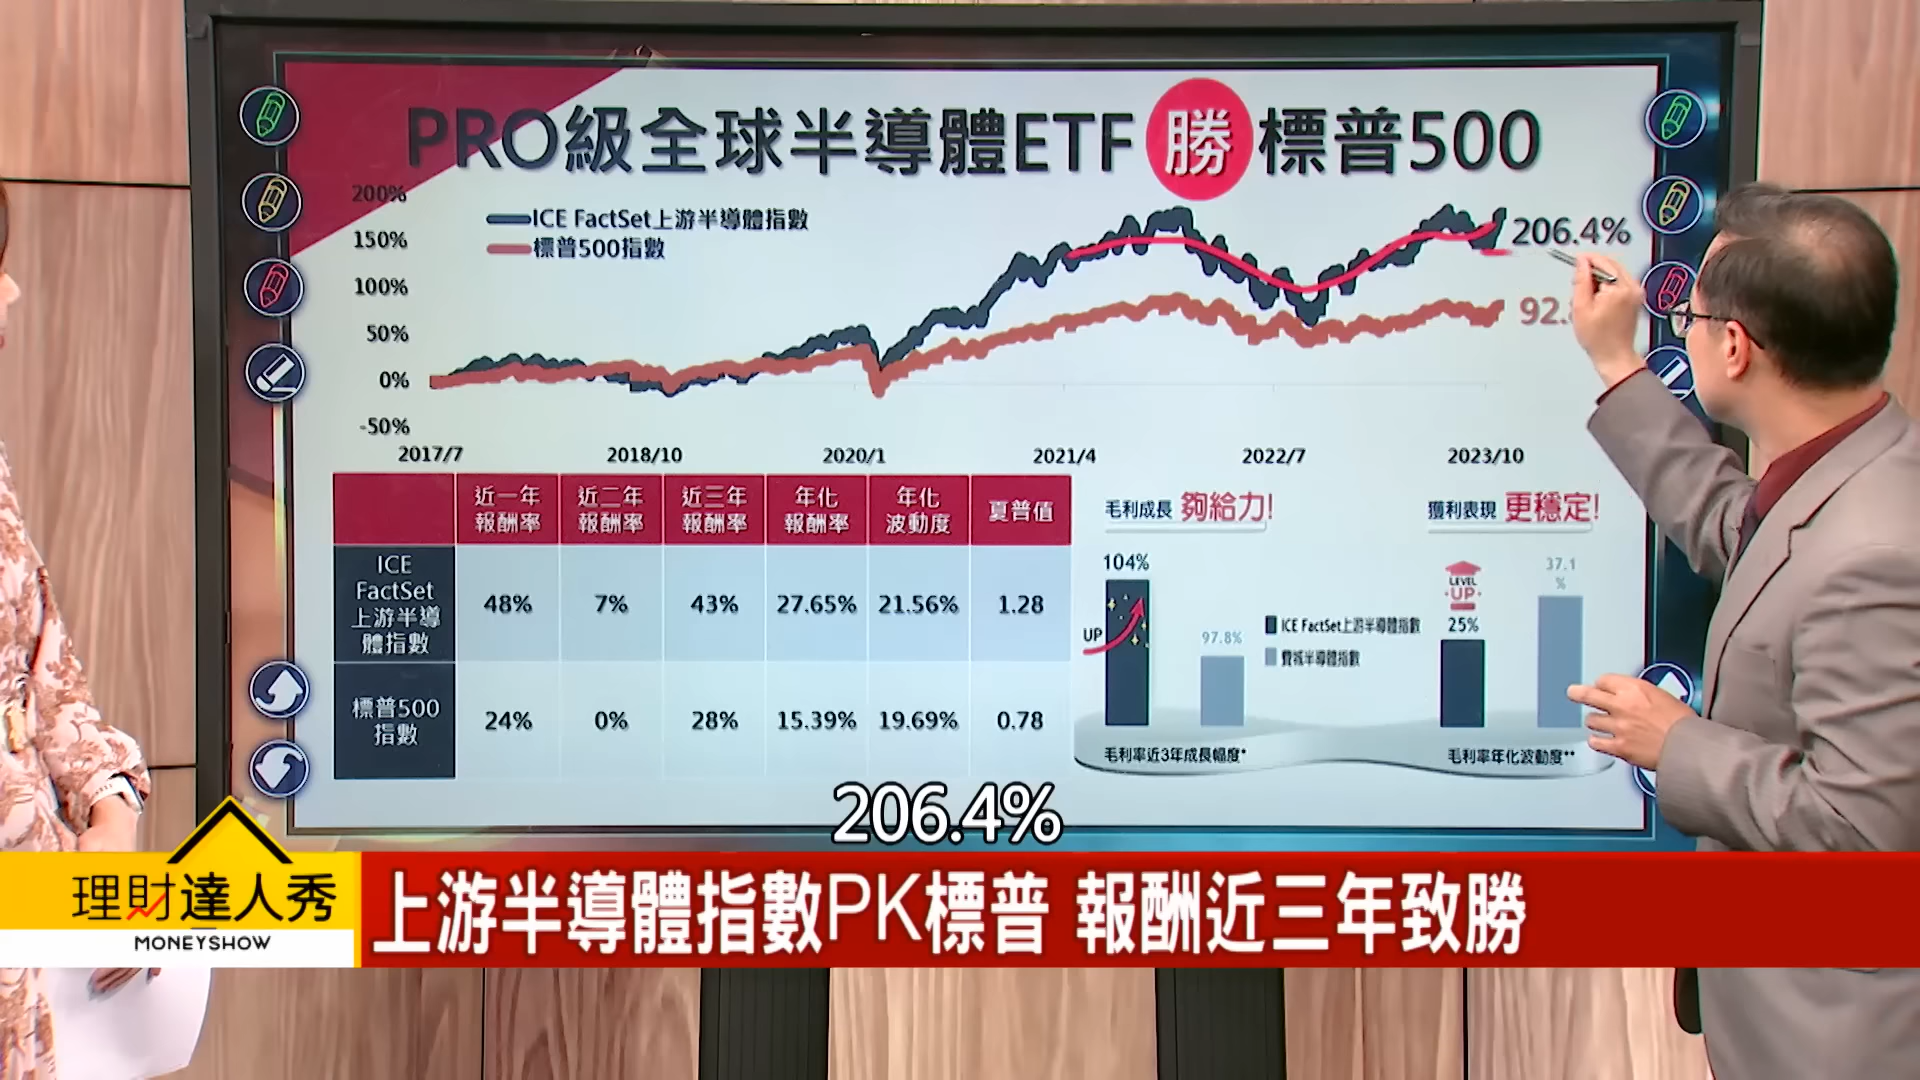 PRO級全球半導體ETF勝標普500
200%
150%
100%
50%
0%
-50%
ICE FactSet上游半導體指數
標普500指數
206.4%
92.
2017/7
2018/10
2020/1
2021/4
2022/7
2023/10
近一年
報酬率
近二年
報酬率
近三年
報酬率
年化
報酬率
年化
波動度
夏普值
ICE
FactSet
上游半導
體指數
48%
7%
43%
27.65%
21.56%
1.28
標普500
指數
24%
0%
28%
15.39%
19.69%
0.78
毛利成長 夠給力!
104%
UP
97.8%
毛利率近3年成長幅度*
ICE FactSet上游半導體指數
費城半導體指數
獲利表現 更穩定!
LEVEL
UP
25%
37.1
%
毛利率年化波動度**
206.4%
理財達人秀
MONEYSHOW
上游半導體指數PK標普 報酬近三年致勝